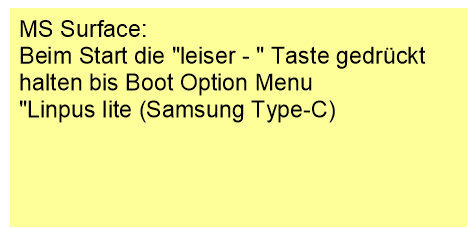 MS Surface:
Beim Start die "leiser - " Taste gedrückt
halten bis Boot Option Menu
"Linpus lite (Samsung Type-C)